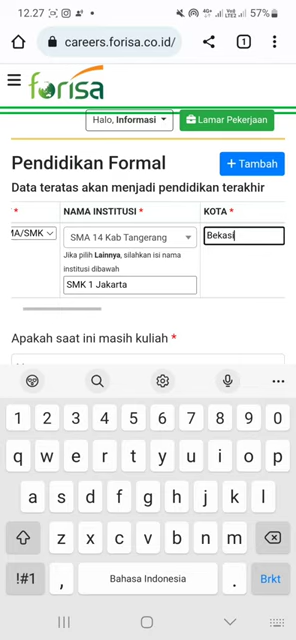 12.27
4G+
57%
careers.forisa.co.id/
1
forisa
Halo, Informasi
Lamar Pekerjaan
Pendidikan Formal
+ Tambah
Data teratas akan menjadi pendidikan terakhir
* NAMA INSTITUSI * KOTA *
MA/SMK
SMA 14 Kab Tangerang
Bekasi
Jika pilih Lainnya, silahkan isi nama
institusi dibawah
SMK 1 Jakarta
Apakah saat ini masih kuliah *
1 2 3 4 5 6 7 8 9 0
q w e r t y u i o p
a s d f g h j k l
z x c v b n m
!#1 , Bahasa Indonesia . Brkt